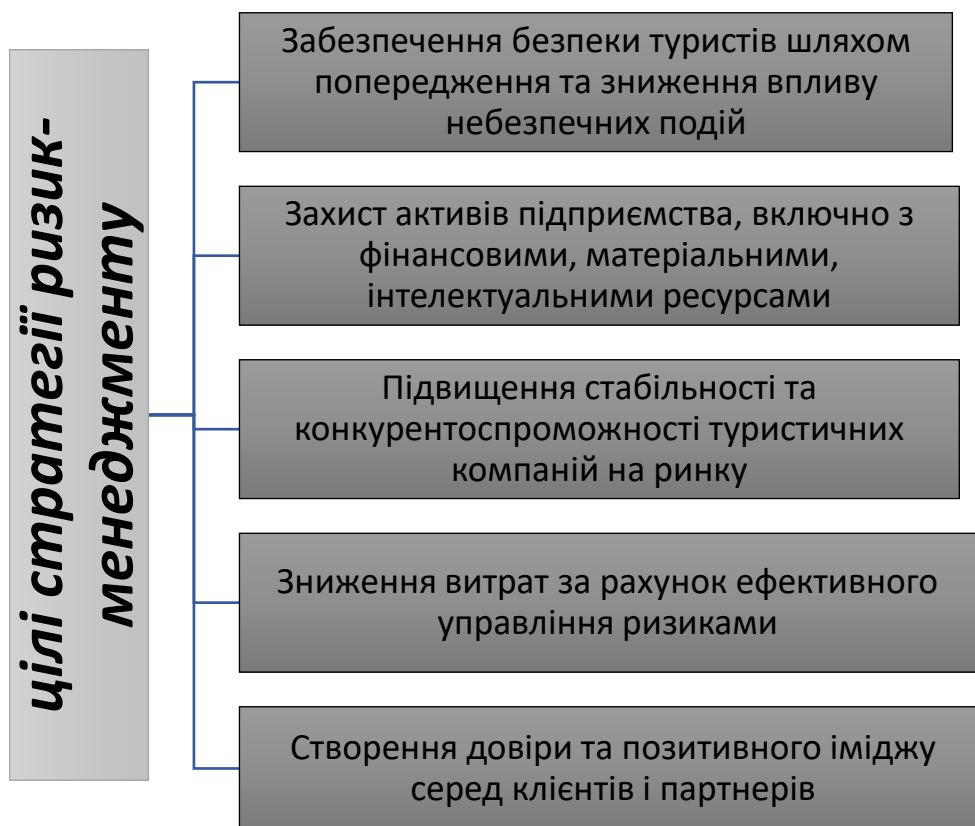 цілі стратегії ризик-
менеджменту
Забезпечення безпеки туристів шляхом
попередження та зниження впливу
небезпечних подій
Захист активів підприємства, включно з
фінансовими, матеріальними,
інтелектуальними ресурсами
Підвищення стабільності та
конкурентоспроможності туристичних
компаній на ринку
Зниження витрат за рахунок ефективного
управління ризиками
Створення довіри та позитивного іміджу
серед клієнтів і партнерів